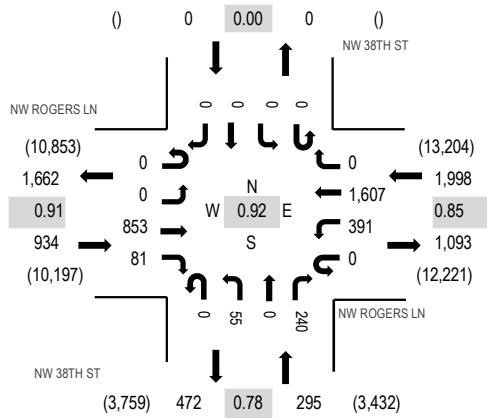 () 0 0.00 0 ()
NW 38TH ST
NW ROGERS LN
(10,853) (13,204)
0 0 0 0
1,662 0 0 1,998
N
0 1,607
0.91 W 0.92 E 0.85
853 391
S
934 81 0 1,093
(10,197) (12,221)
0 55 0 240
NW ROGERS LN
NW 38TH ST
(3,759) 472 0.78 295 (3,432)